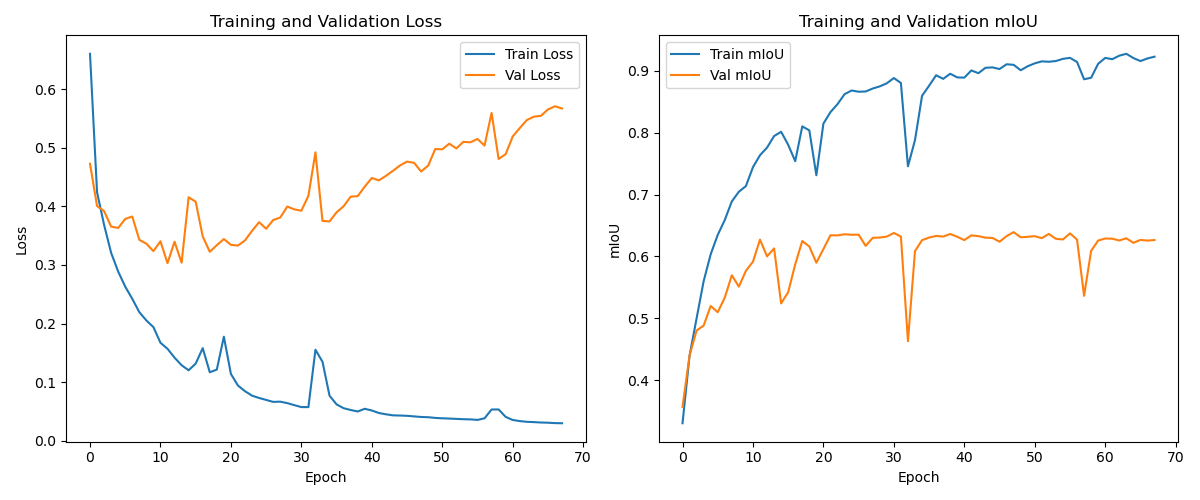 Training and Validation Loss
Train Loss
Val Loss
Loss
0.6
0.5
0.4
0.3
0.2
0.1
0.0
0 10 20 30 40 50 60 70
Epoch
Training and Validation mIoU
Train mIoU
Val mIoU
mIoU
0.9
0.8
0.7
0.6
0.5
0.4
0 10 20 30 40 50 60 70
Epoch